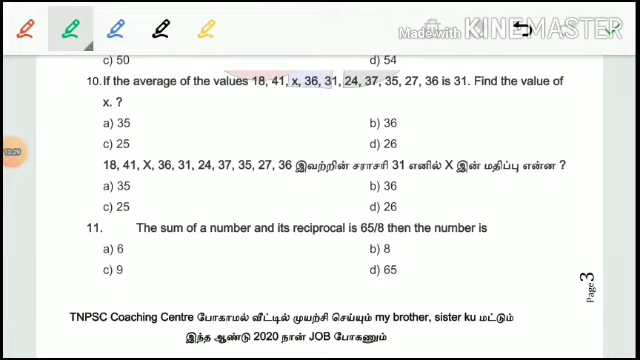 Made with KINEMASTER
c) 50 d) 54
10. If the average of the values 18, 41, x, 36, 31, 24, 37, 35, 27, 36 is 31. Find the value of
x. ?
a) 35 b) 36
c) 25 d) 26
18, 41, X, 36, 31, 24, 37, 35, 27, 36 இவற்றின் சராசரி 31 எனில் X இன் மதிப்பு என்ன ?
a) 35 b) 36
c) 25 d) 26
11. The sum of a number and its reciprocal is 65/8 then the number is
a) 6 b) 8
c) 9 d) 65
Page 3
TNPSC Coaching Centre போகாமல் வீட்டில் முயற்சி செய்யும் my brother, sister ku மட்டும்
இந்த ஆண்டு 2020 நான் JOB போகணும்